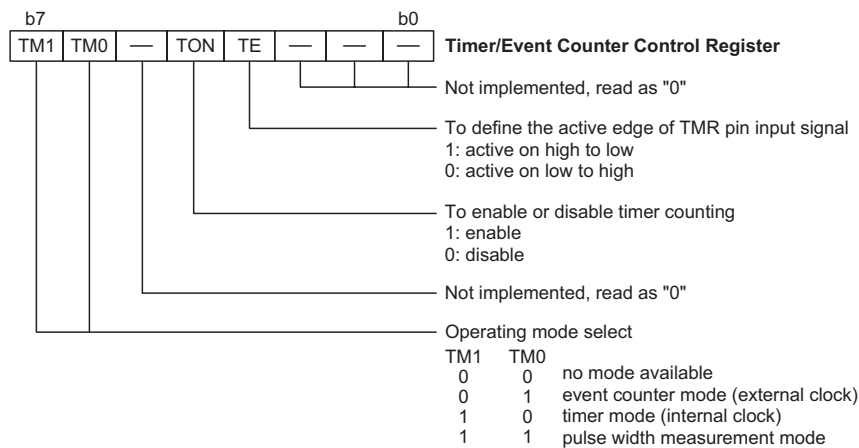 b7 b0
TM1 TM0 — TON TE — — — Timer/Event Counter Control Register
Not implemented, read as "0"
To define the active edge of TMR pin input signal
1: active on high to low
0: active on low to high
To enable or disable timer counting
1: enable
0: disable
Not implemented, read as "0"
Operating mode select
TM1 TM0
0 0 no mode available
0 1 event counter mode (external clock)
1 0 timer mode (internal clock)
1 1 pulse width measurement mode